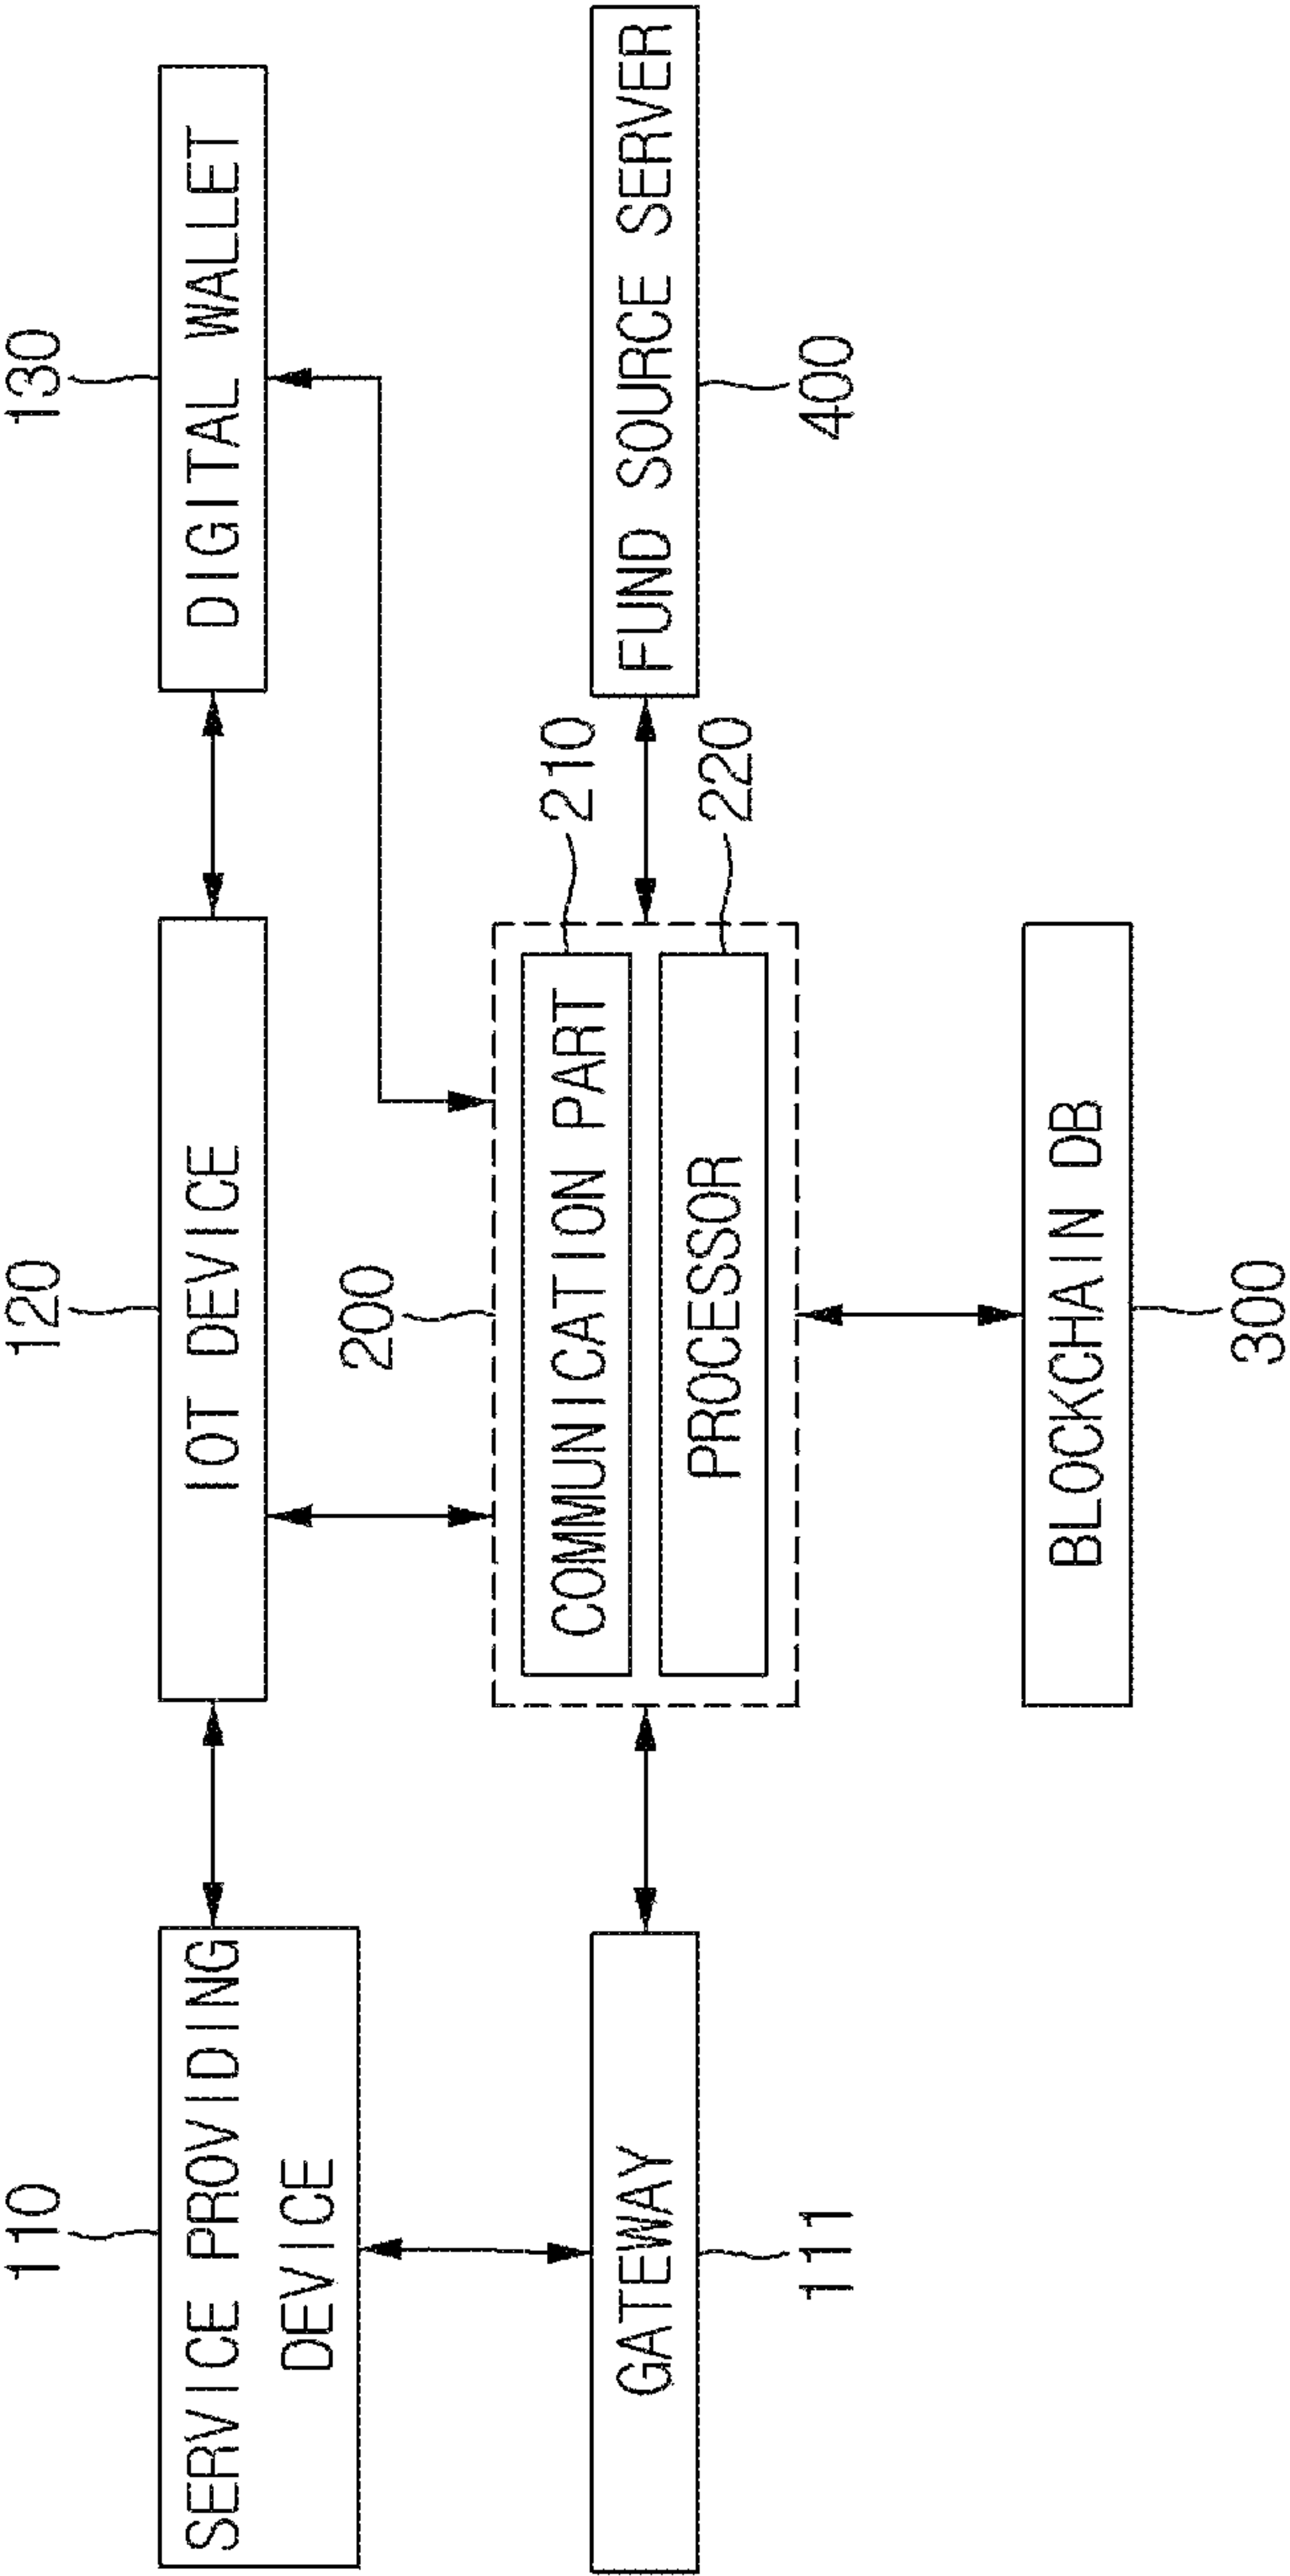 110
120
130
SERVICE PROVIDING
DEVICE
IOT DEVICE
DIGITAL WALLET
200
210
COMMUNICATION PART
GATEWAY
FUND SOURCE SERVER
PROCESSOR
220
111
400
BLOCKCHAIN DB
300